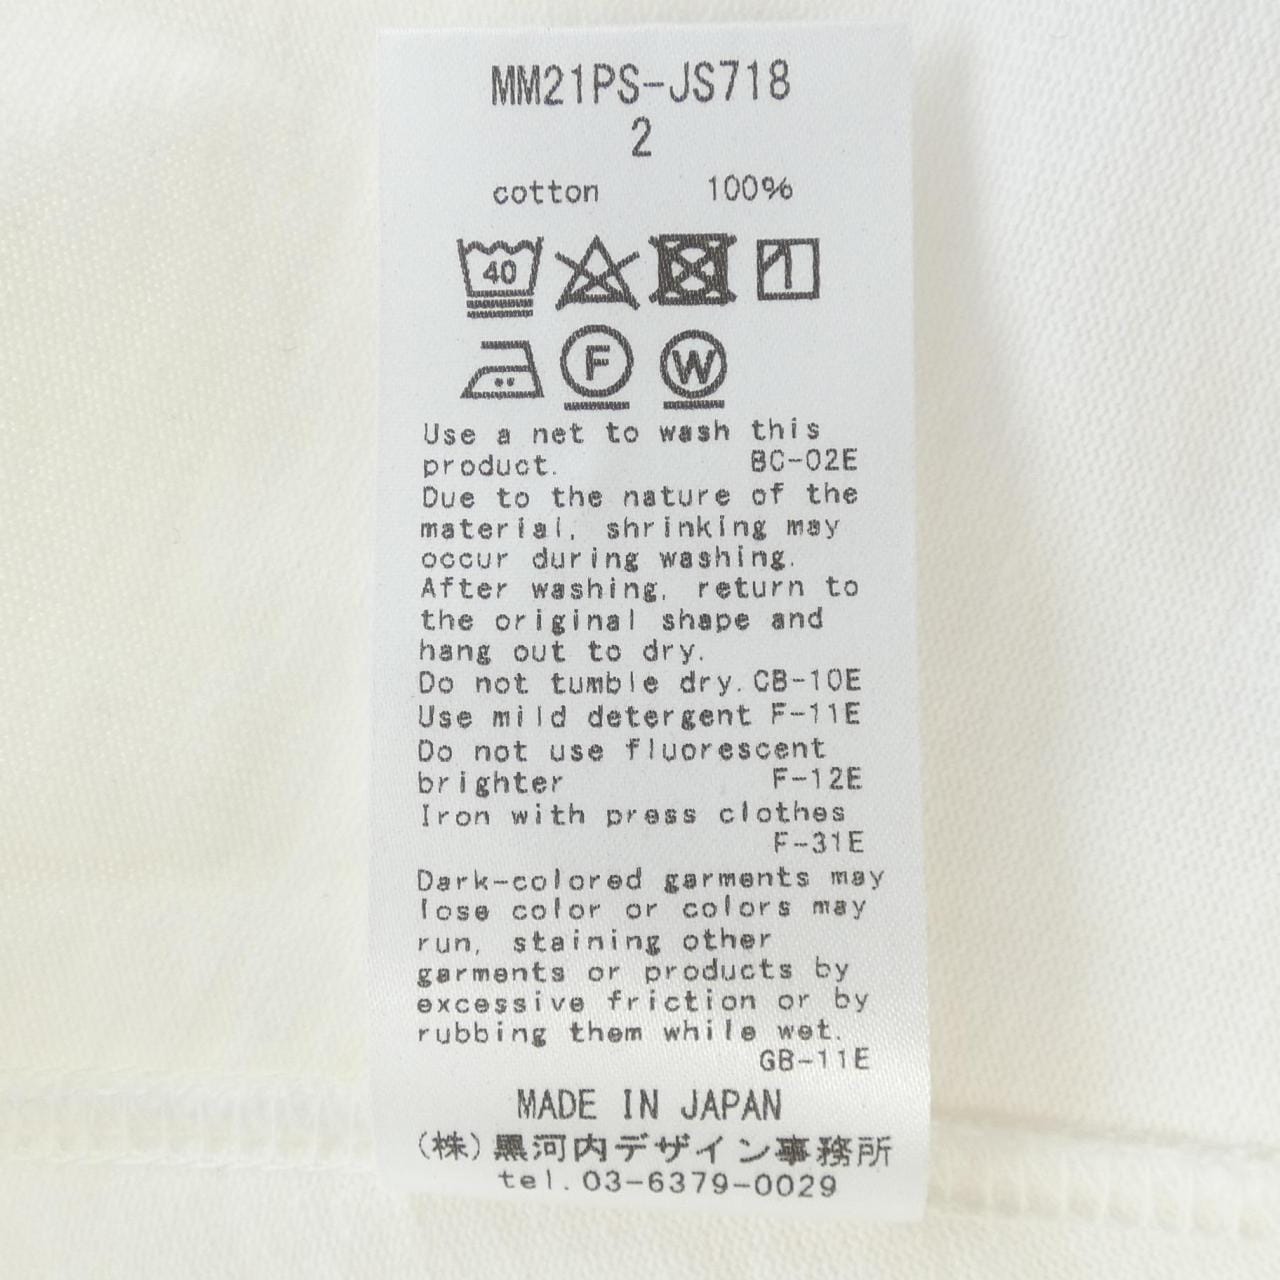 MM21PS-JS718
2
cotton 100%
40
F W
Use a net to wash this
product. BC-02E
Due to the nature of the
material, shrinking may
occur during washing.
After washing, return to
the original shape and
hang out to dry.
Do not tumble dry. CB-10E
Use mild detergent F-11E
Do not use fluorescent
brighter F-12E
Iron with press clothes
F-31E
Dark-colored garments may
lose color or colors may
run, staining other
garments or products by
excessive friction or by
rubbing them while wet.
GB-11E
MADE IN JAPAN
(株)黒河内デザイン事務所
tel.03-6379-0029